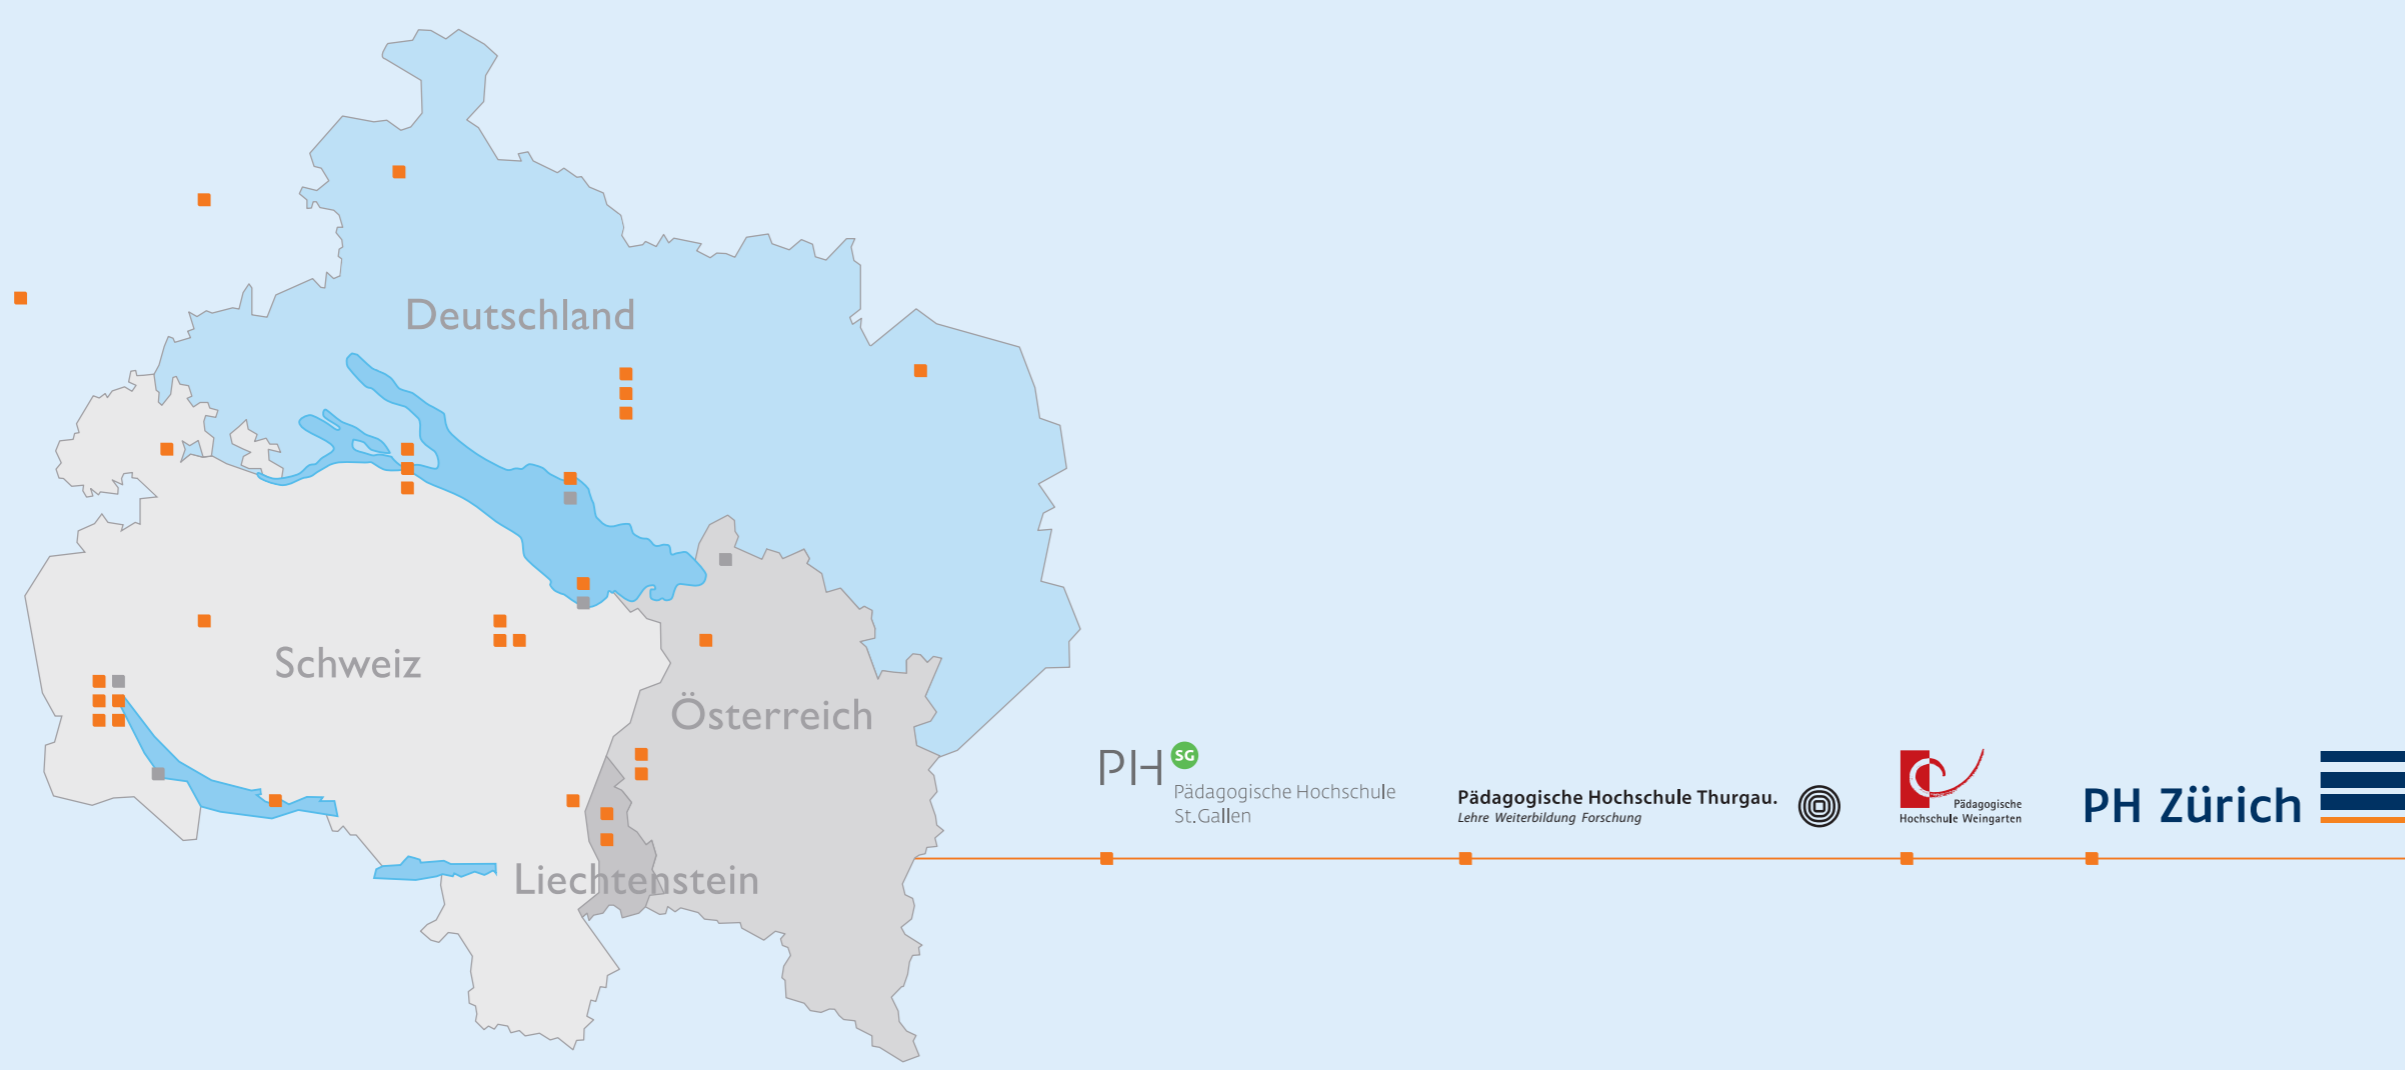 Deutschland
Schweiz
Österreich
Liechtenstein
PH SG
Pädagogische Hochschule
St.Gallen
Pädagogische Hochschule Thurgau.
Lehre Weiterbildung Forschung
Pädagogische
Hochschule Weingarten
PH Zürich